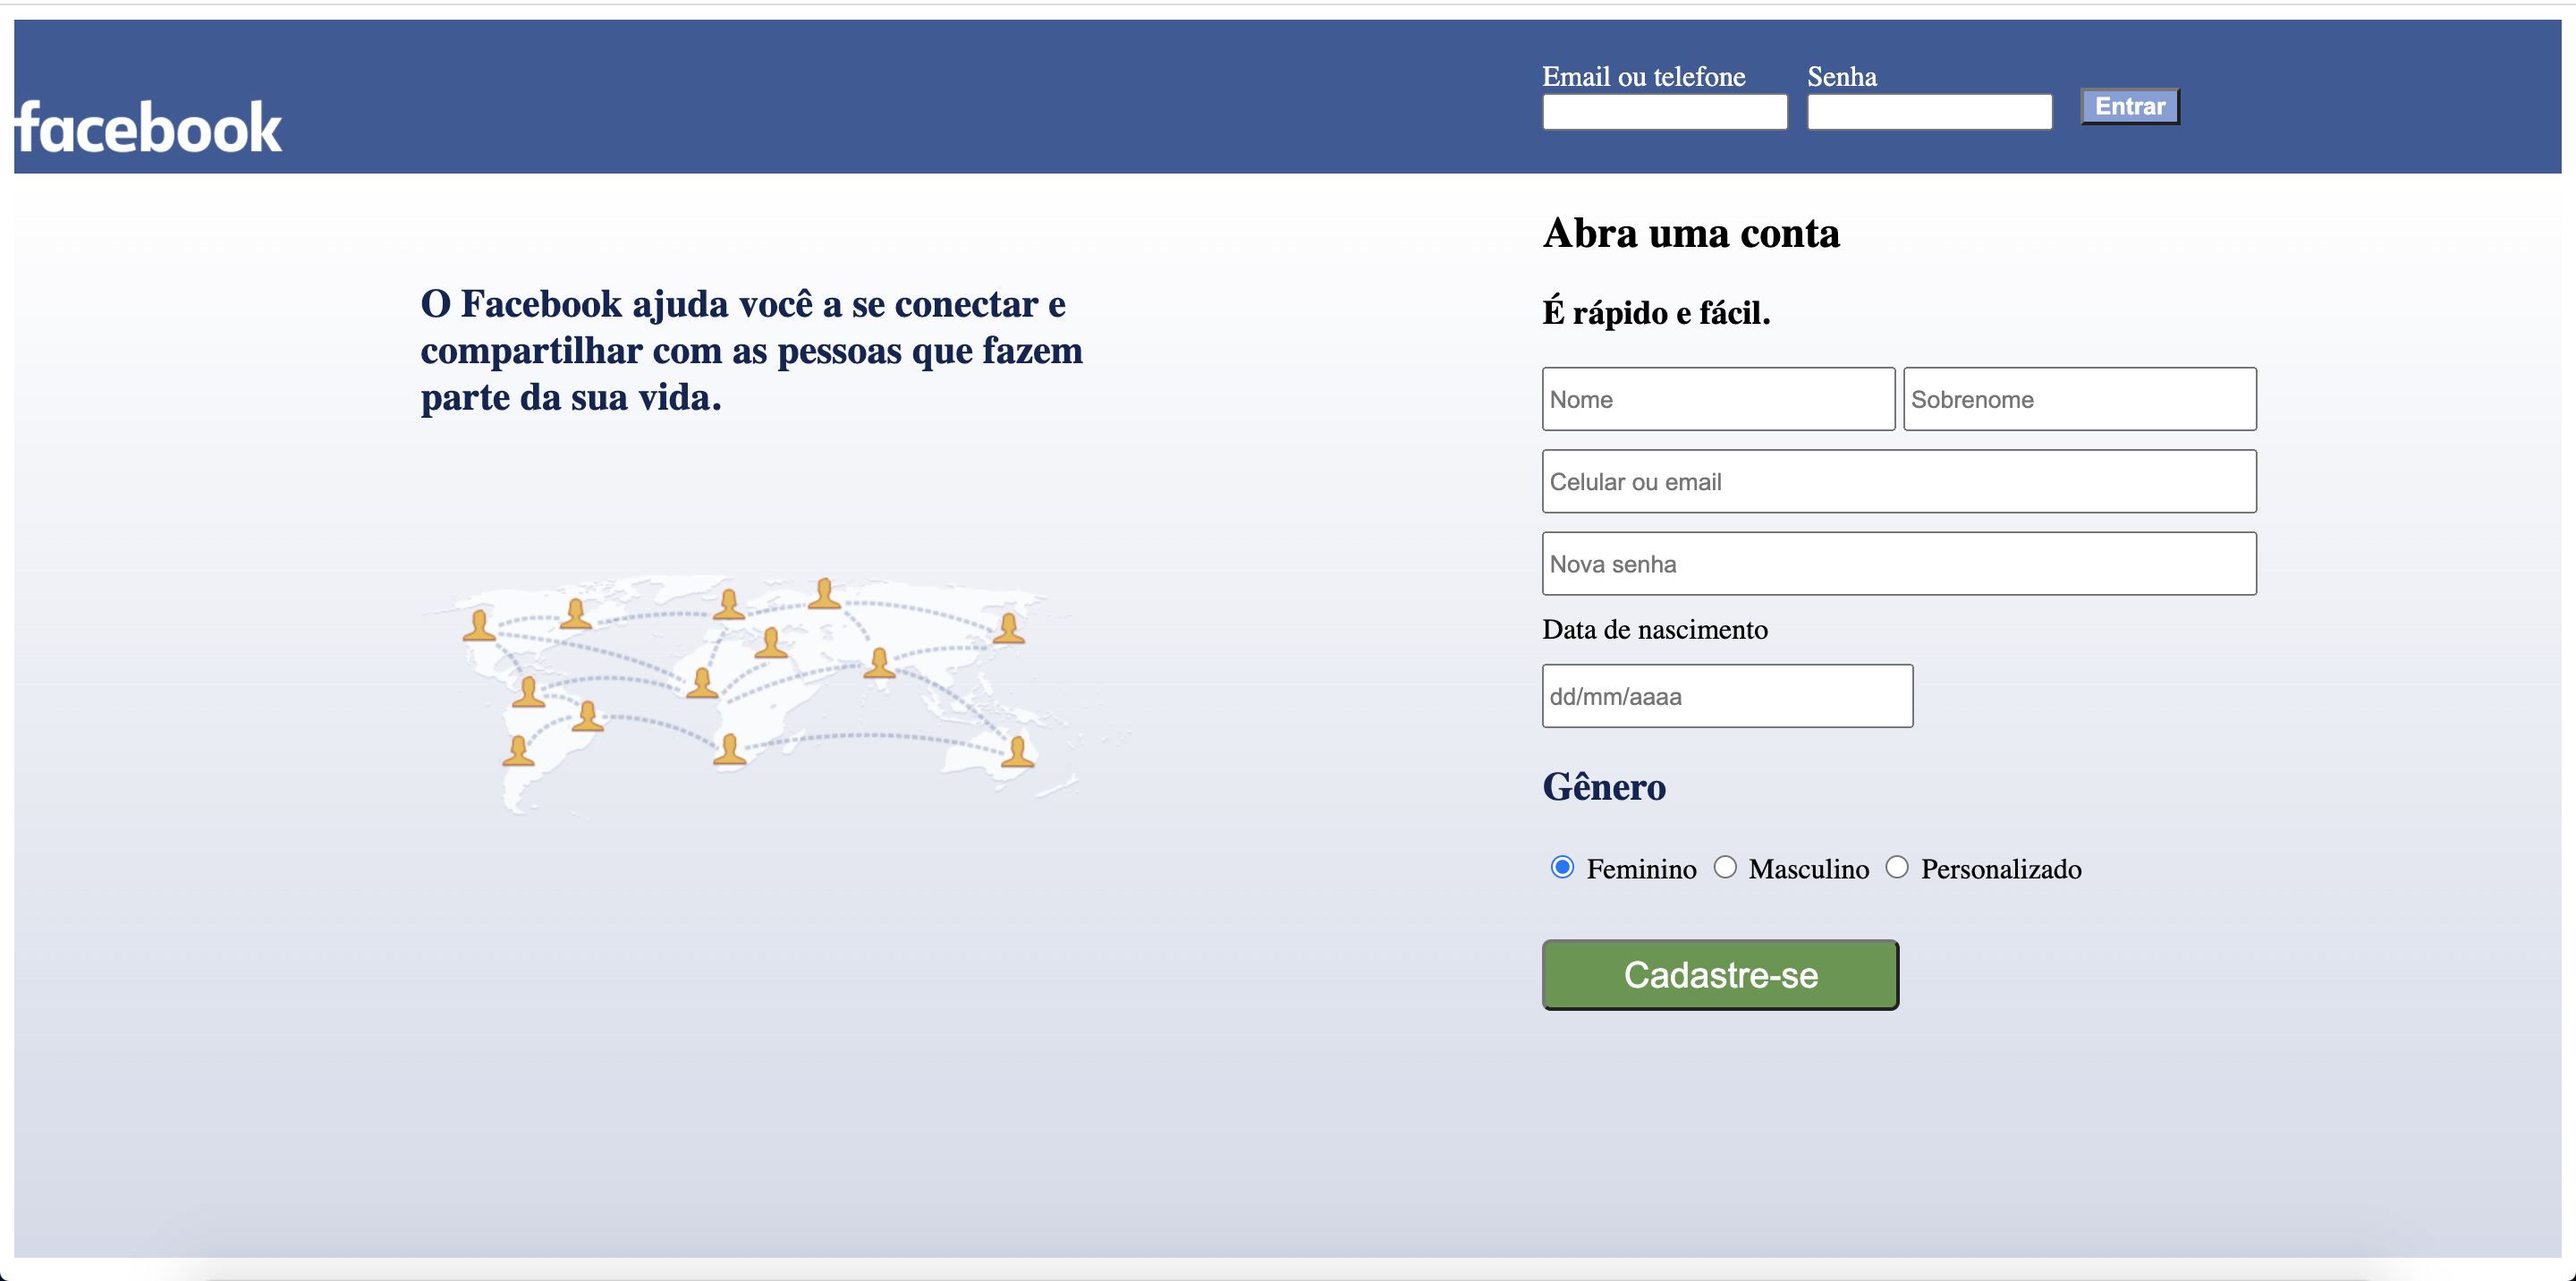 facebook
Email ou telefone
Senha
Entrar
O Facebook ajuda você a se conectar e
compartilhar com as pessoas que fazem
parte da sua vida.
Abra uma conta
É rápido e fácil.
Nome
Sobrenome
Celular ou email
Nova senha
Data de nascimento
dd/mm/aaaa
Gênero
Feminino
Masculino
Personalizado
Cadastre-se